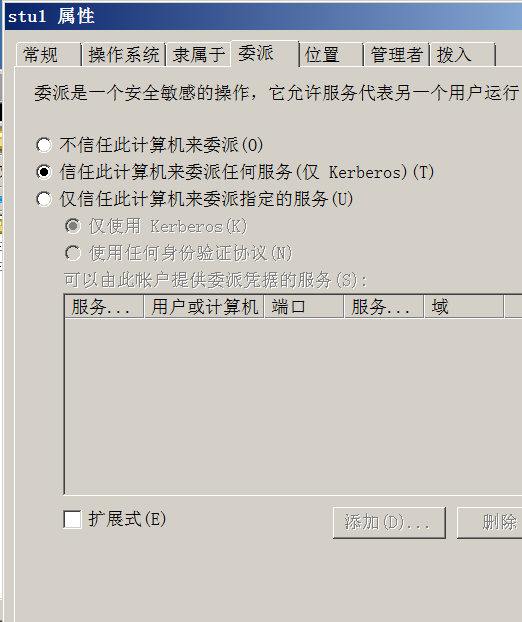 stu1 属性
常规 操作系统 隶属于 委派 位置 管理者 拨入
委派是一个安全敏感的操作，它允许服务代表另一个用户运行
不信任此计算机来委派(O)
信任此计算机来委派任何服务(仅 Kerberos)(T)
仅信任此计算机来委派指定的服务(U)
仅使用 Kerberos(K)
使用任何身份验证协议(N)
可以由此帐户提供委派凭据的服务(S):
服务... 用户或计算机 端口 服务... 域
扩展式(E)
添加(D)... 删除